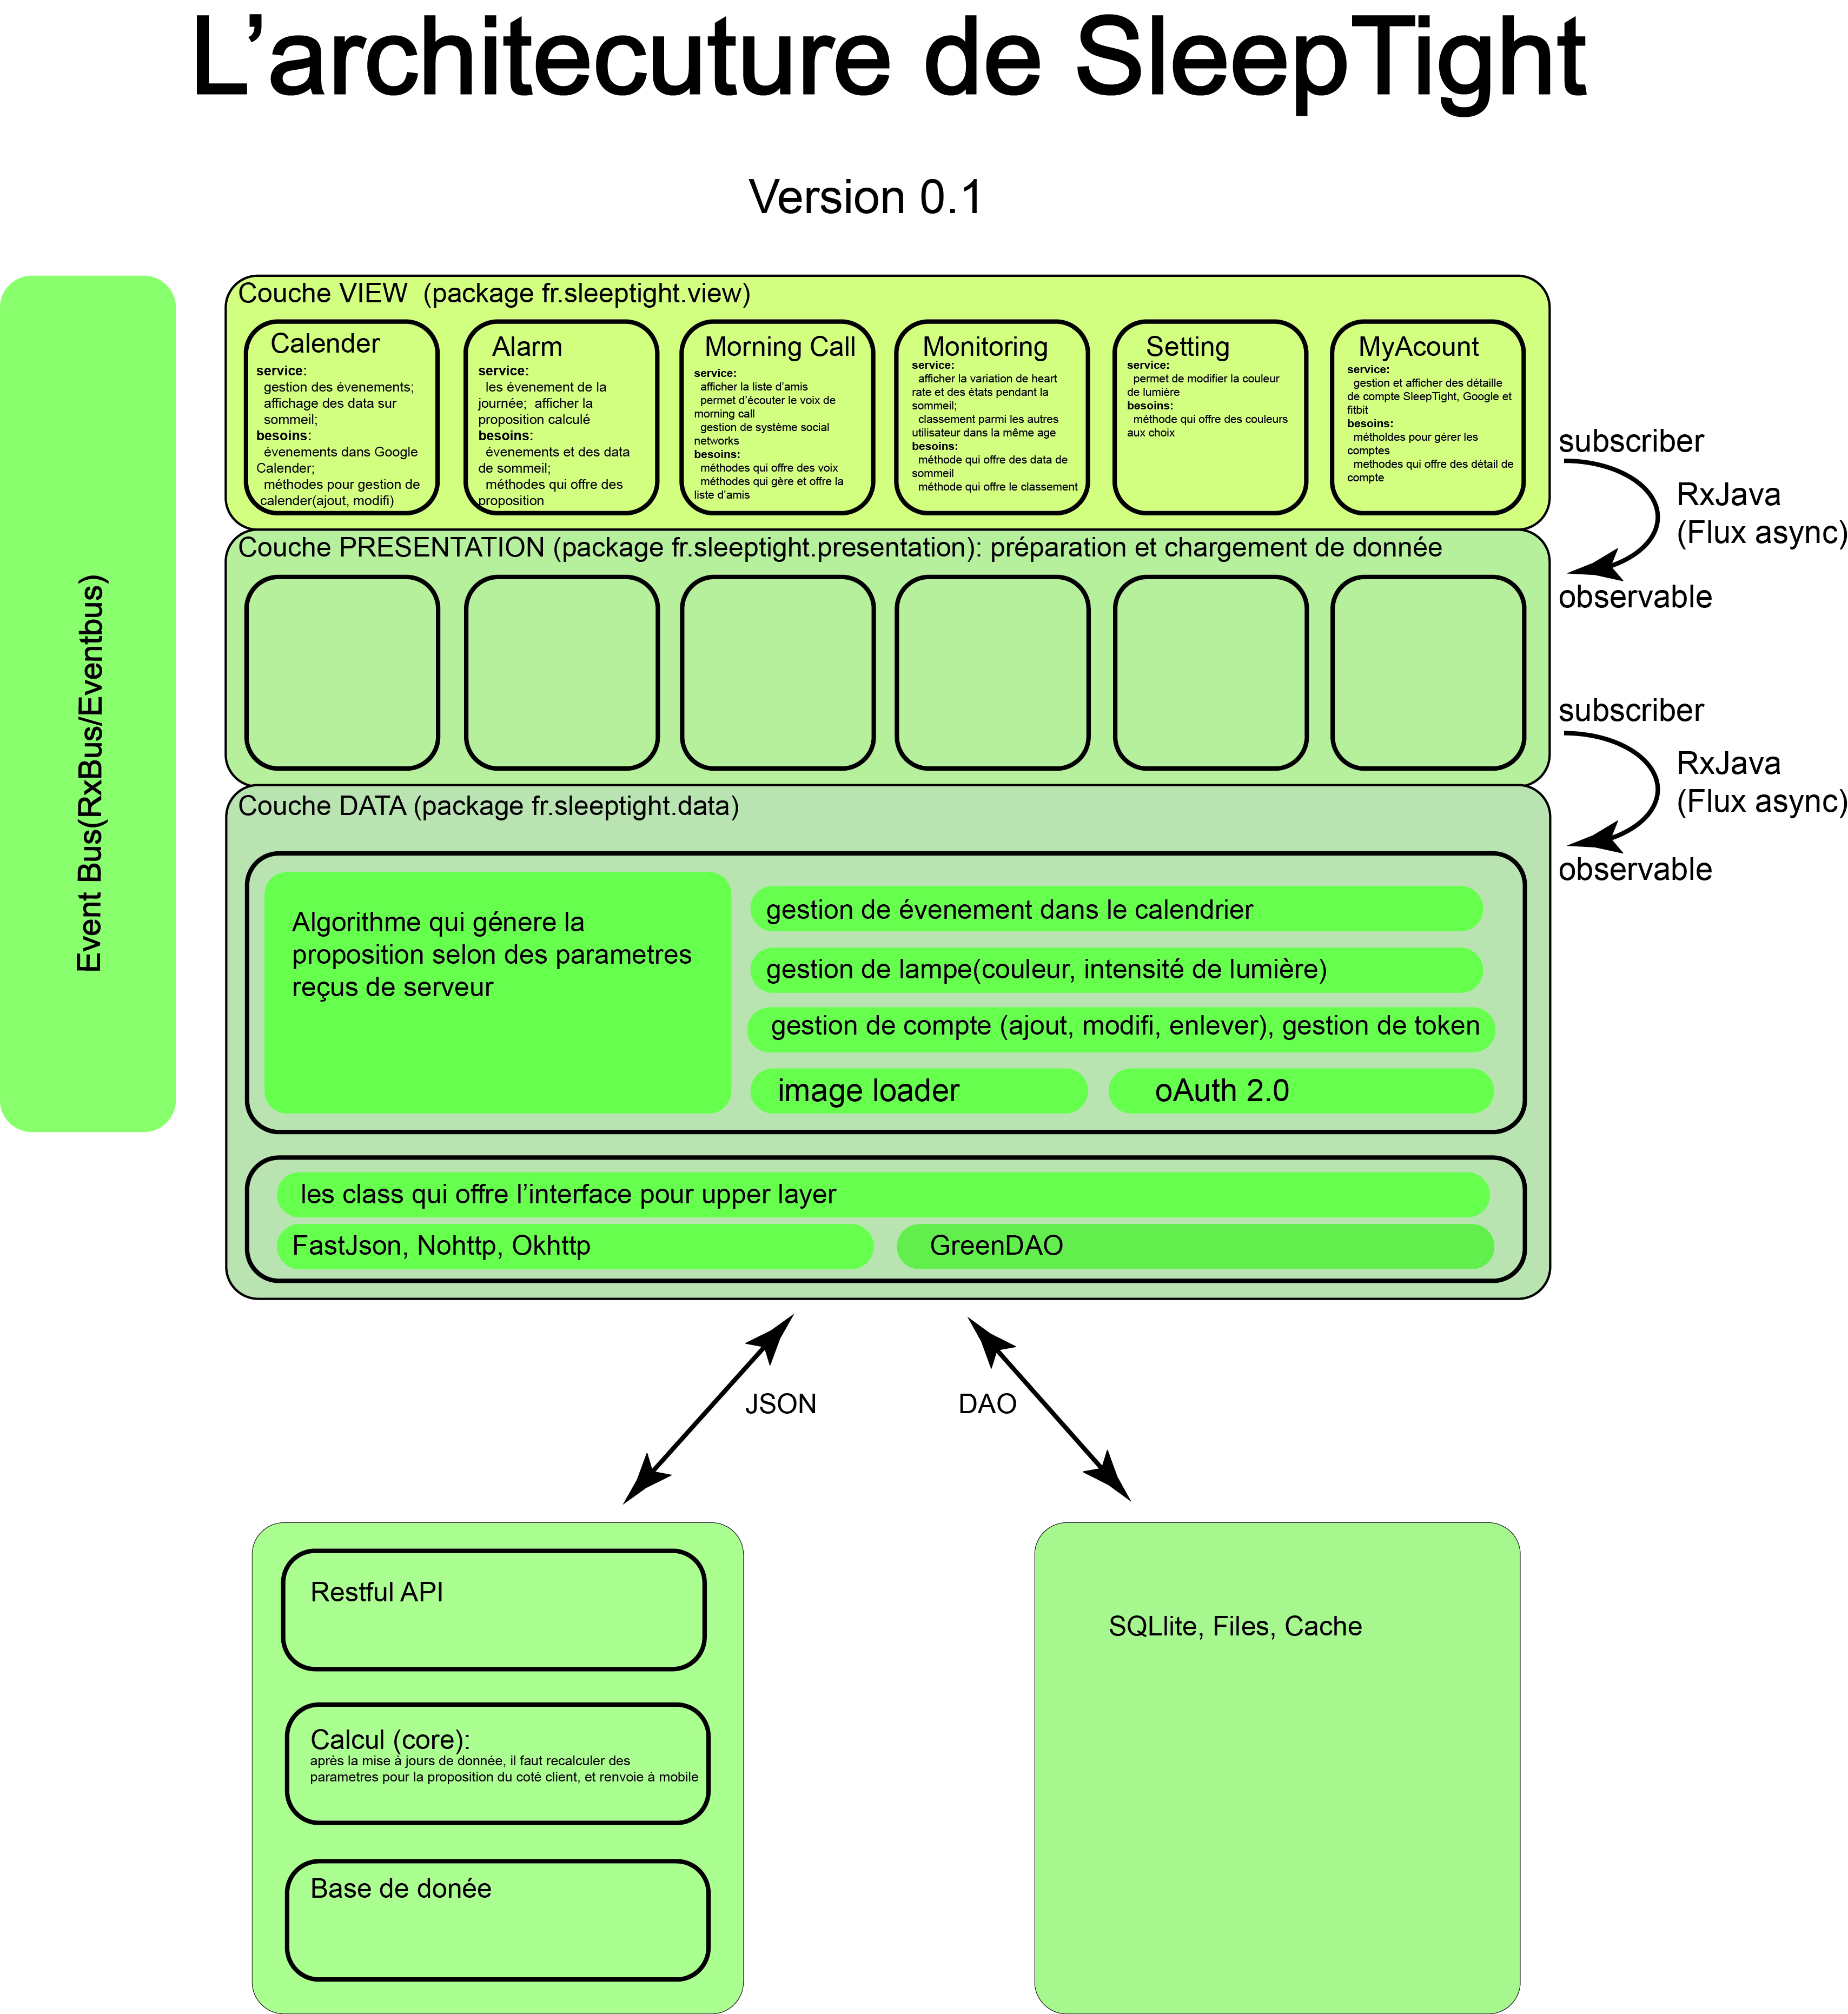 L’architecuture de SleepTight
Version 0.1
Event Bus(RxBus/Eventbus)
Couche VIEW (package fr.sleeptight.view)
Calender
service:
gestion des évenements;
affichage des data sur
sommeil;
besoins:
évenements dans Google
Calender;
méthodes pour gestion de
calender(ajout, modifi)
Alarm
service:
les évenement de la
journée; afficher la
proposition calculé
besoins:
évenements et des data
de sommeil;
méthodes qui offre des
proposition
Morning Call
service:
afficher la liste d’amis
permet d’écouter le voix de
morning call
gestion de système social
networks
besoins:
méthodes qui offre des voix
méthodes qui gère et offre la
liste d’amis
Monitoring
service:
afficher la variation de heart
rate et des états pendant la
sommeil;
classement parmi les autres
utilisateur dans la même age
besoins:
méthode qui offre des data de
sommeil
méthode qui offre le classement
Setting
service:
permet de modifier la couleur
de lumière
besoins:
méthode qui offre des couleurs
aux choix
MyAcount
service:
gestion et afficher des détaille
de compte SleepTight, Google et
fitbit
besoins:
métholdes pour gérer les
comptes
methodes qui offre des détail de
compte
subscriber
RxJava
(Flux async)
observable
Couche PRESENTATION (package fr.sleeptight.presentation): préparation et chargement de donnée
subscriber
RxJava
(Flux async)
observable
Couche DATA (package fr.sleeptight.data)
Algorithme qui génere la
proposition selon des parametres
reçus de serveur
gestion de évenement dans le calendrier
gestion de lampe(couleur, intensité de lumière)
gestion de compte (ajout, modifi, enlever), gestion de token
image loader
oAuth 2.0
les class qui offre l’interface pour upper layer
FastJson, Nohttp, Okhttp
GreenDAO
JSON
DAO
Restful API
Calcul (core):
après la mise à jours de donnée, il faut recalculer des
parametres pour la proposition du coté client, et renvoie à mobile
Base de donée
SQLlite, Files, Cache